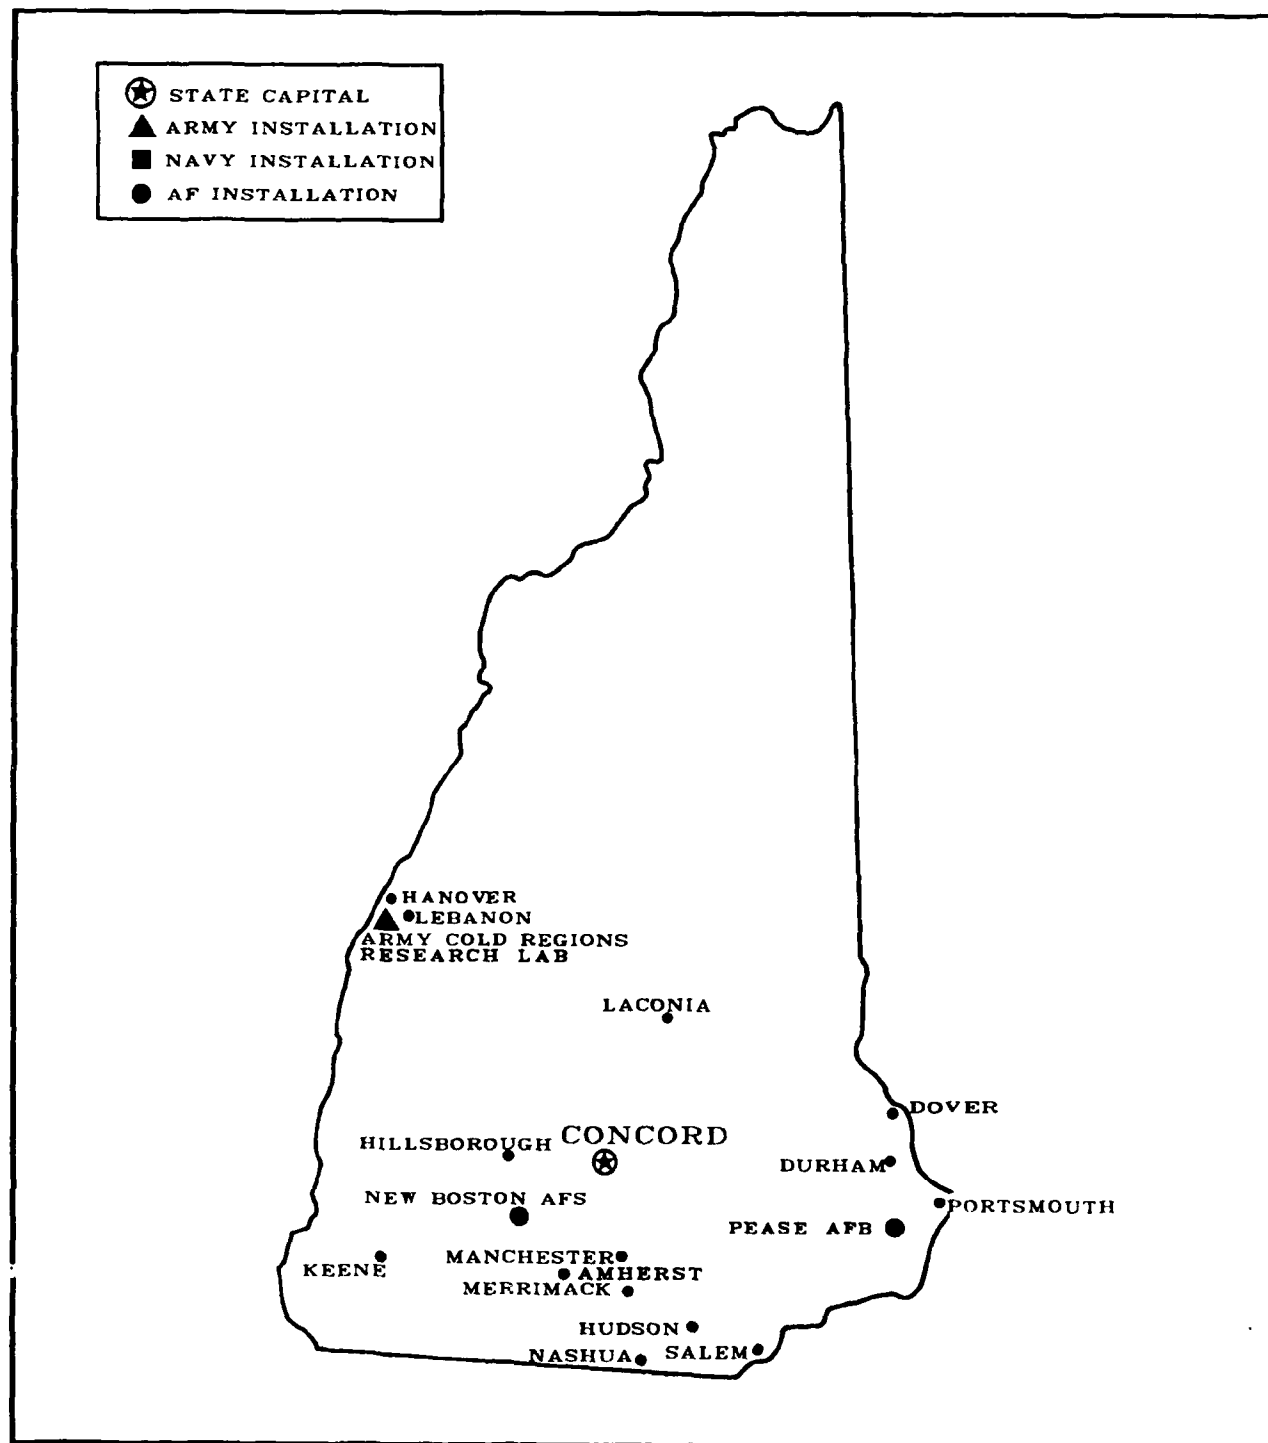 STATE CAPITAL
ARMY INSTALLATION
NAVY INSTALLATION
AF INSTALLATION
HANOVER
LEBANON
ARMY COLD REGIONS
RESEARCH LAB
LACONIA
DOVER
HILLSBOROUGH
CONCORD
DURHAM
NEW BOSTON AFS
PORTSMOUTH
PEASE AFB
KEENE
MANCHESTER
AMHERST
MERRIMACK
HUDSON
NASHUA
SALEM